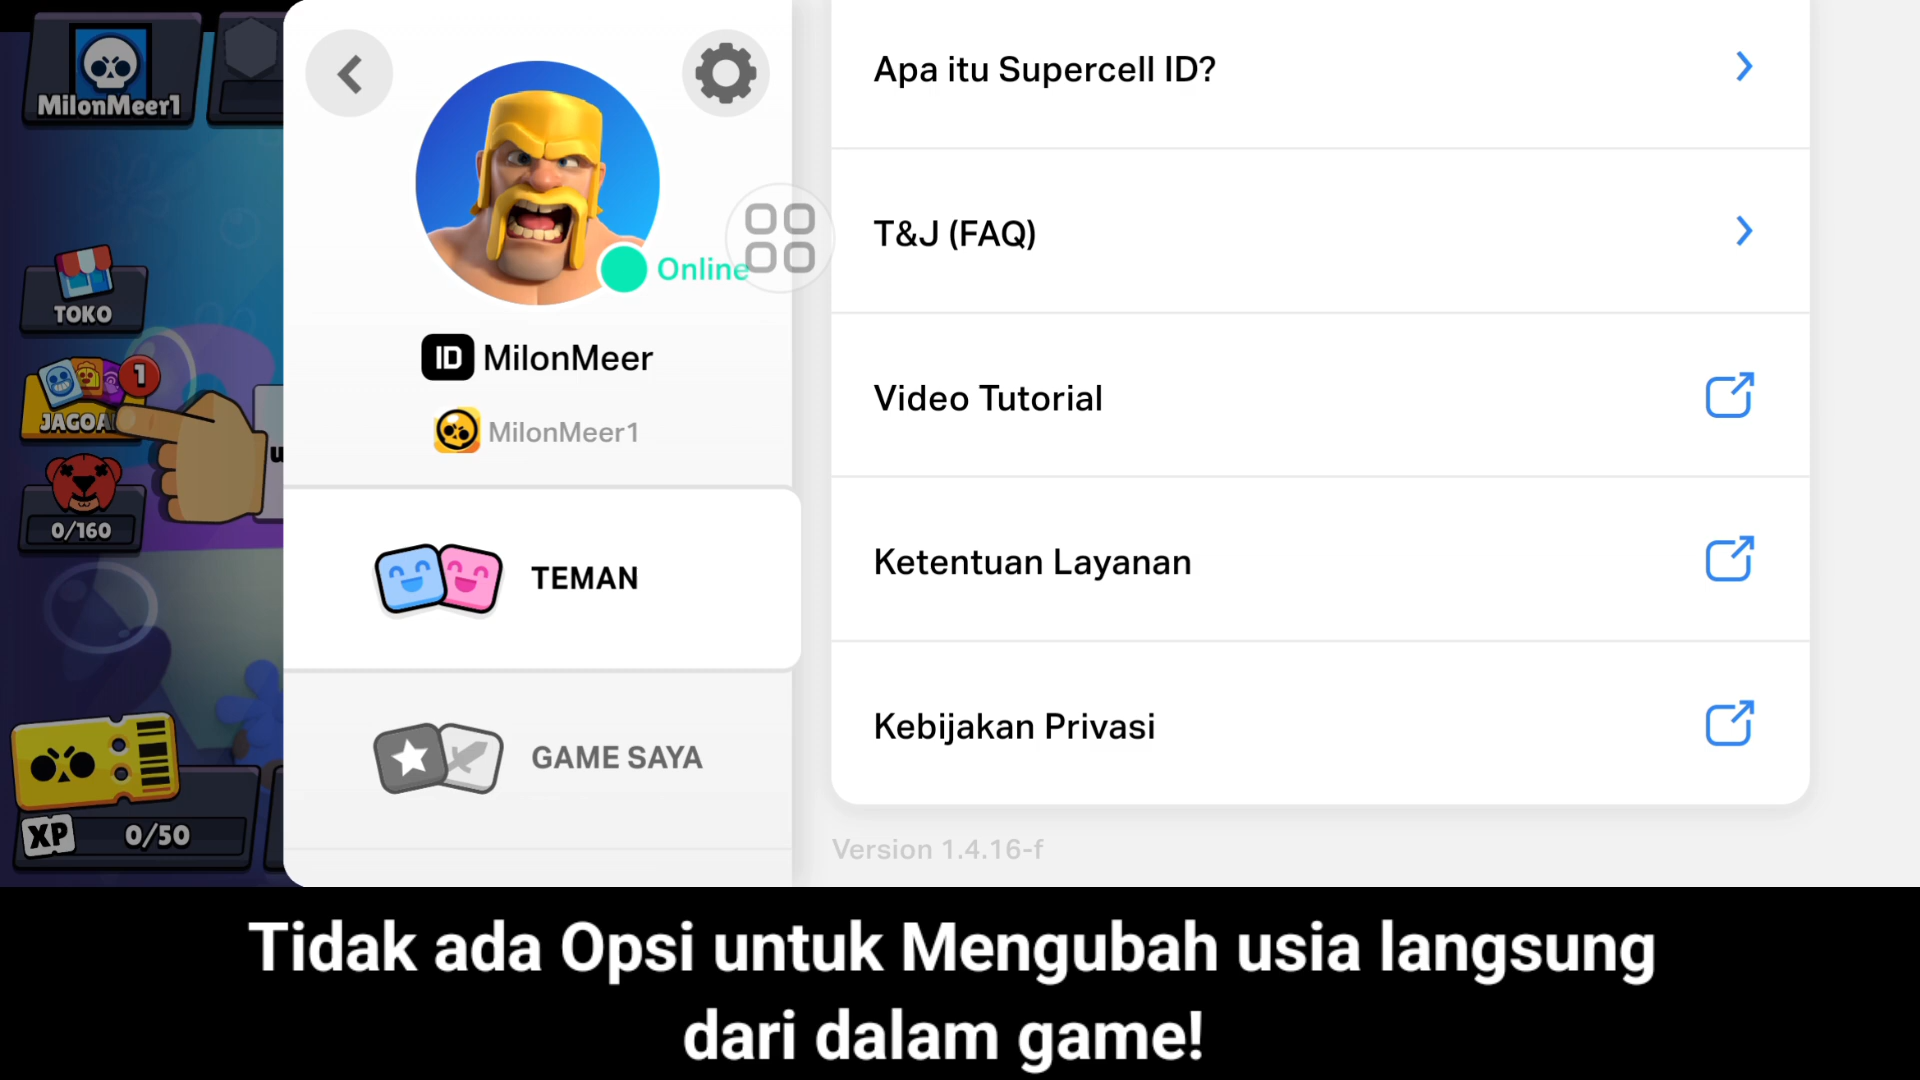 MilonMeer1
TOKO
1
JAGOA
0/160
XP
0/50
Online
ID MilonMeer
MilonMeer1
TEMAN
GAME SAYA
Apa itu Supercell ID?
T&J (FAQ)
Video Tutorial
Ketentuan Layanan
Kebijakan Privasi
Version 1.4.16-f
Tidak ada Opsi untuk Mengubah usia langsung
dari dalam game!